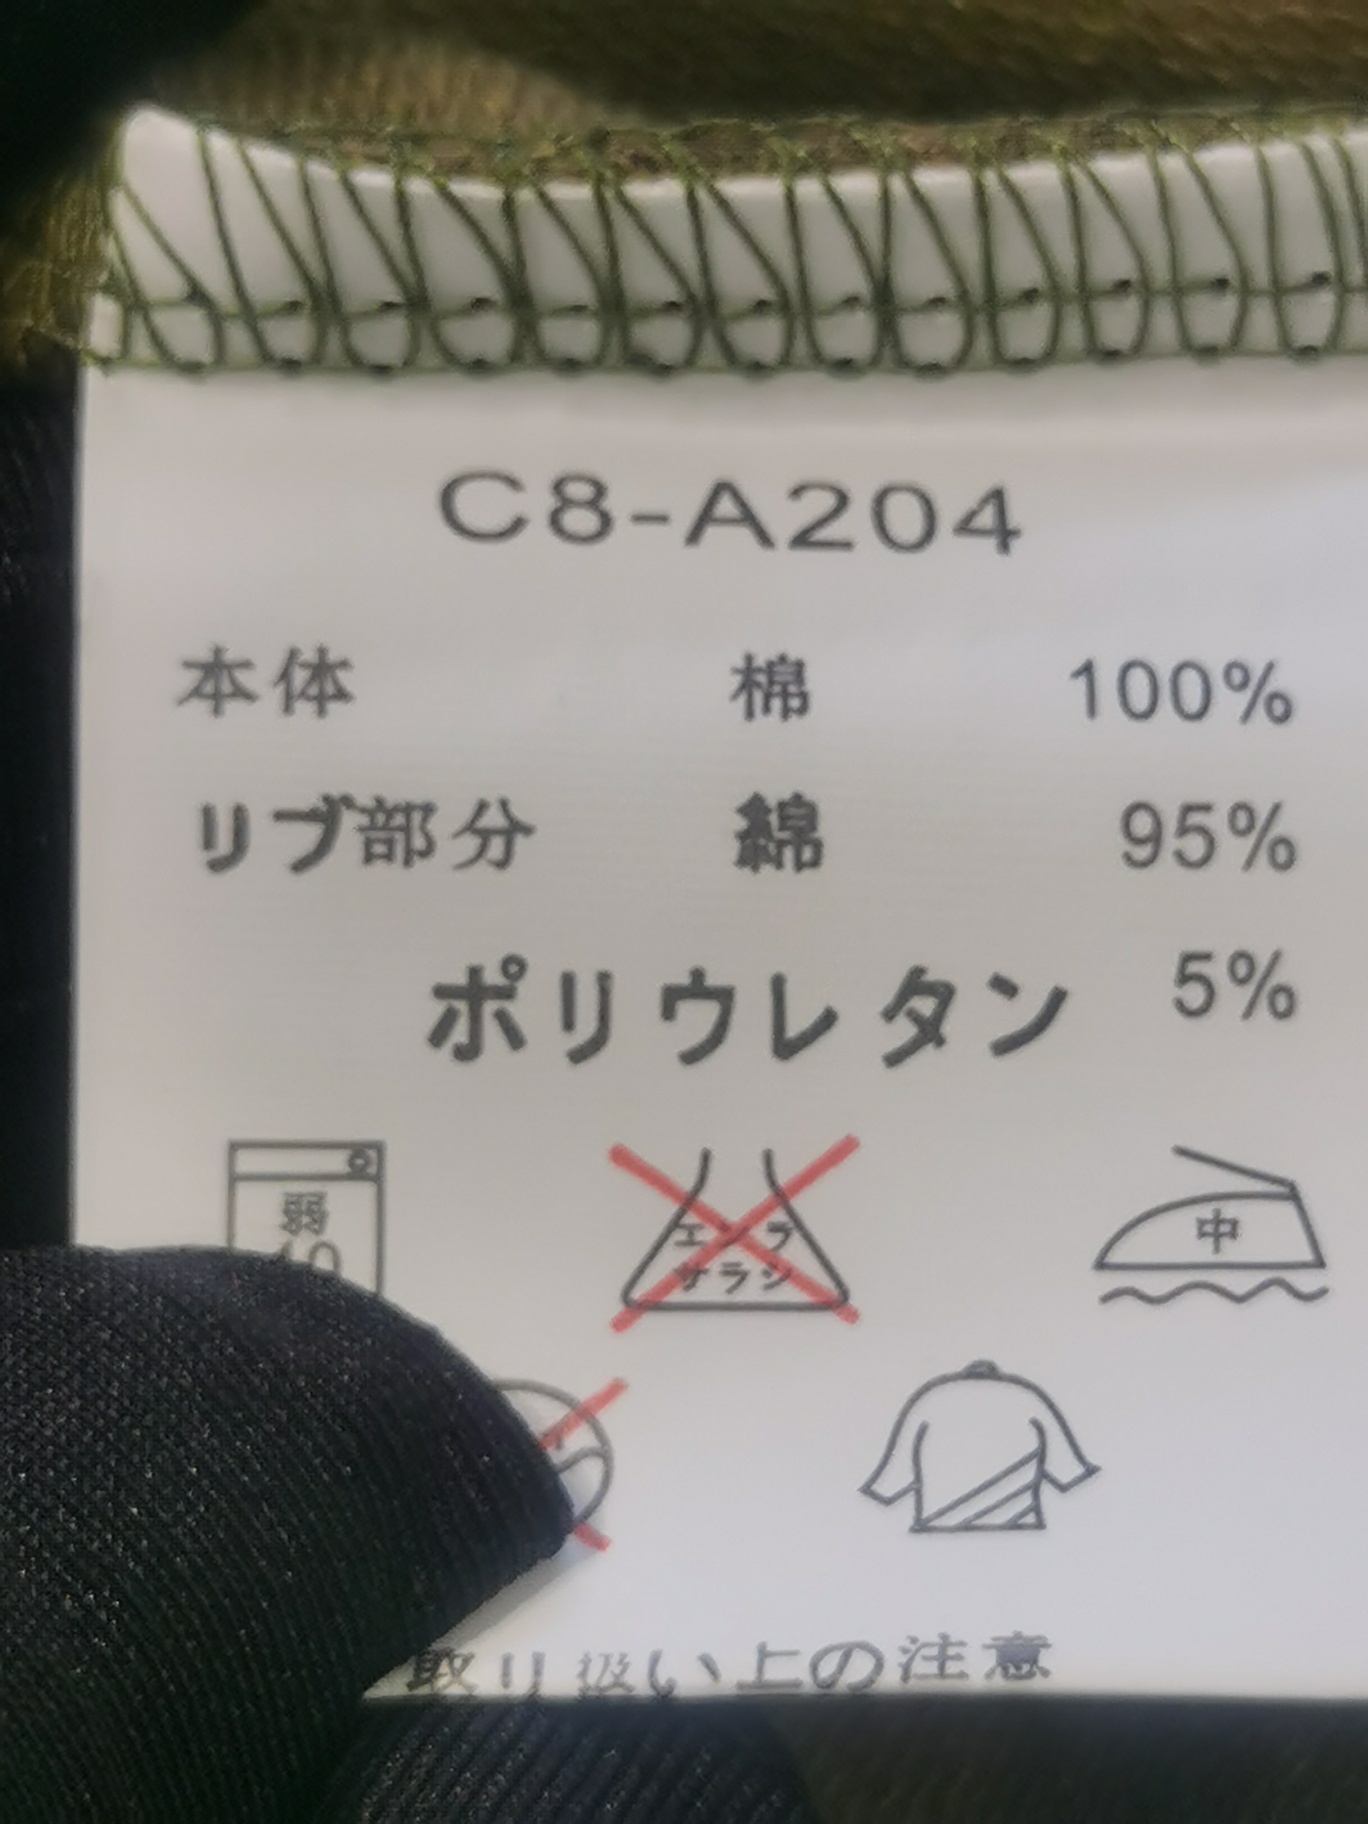 C8-A204
本体 棉 100%
リブ部分 綿 95%
ポリウレタン 5%
弱
エンソ
サラシ
中
取り扱い上の注意